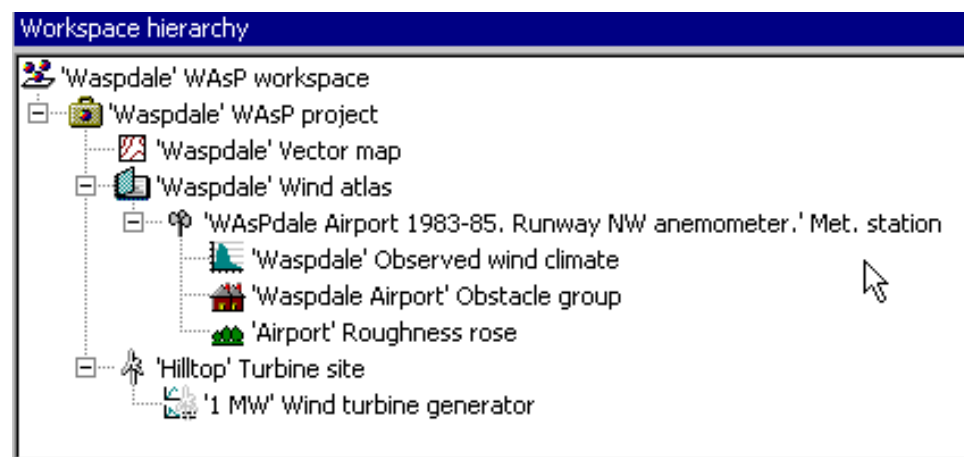 Workspace hierarchy
'Waspdale' WAsP workspace
'Waspdale' WAsP project
'Waspdale' Vector map
'Waspdale' Wind atlas
'WAsPdale Airport 1983-85. Runway NW anemometer.' Met. station
'Waspdale' Observed wind climate
'Waspdale Airport' Obstacle group
'Airport' Roughness rose
'Hilltop' Turbine site
'1 MW' Wind turbine generator